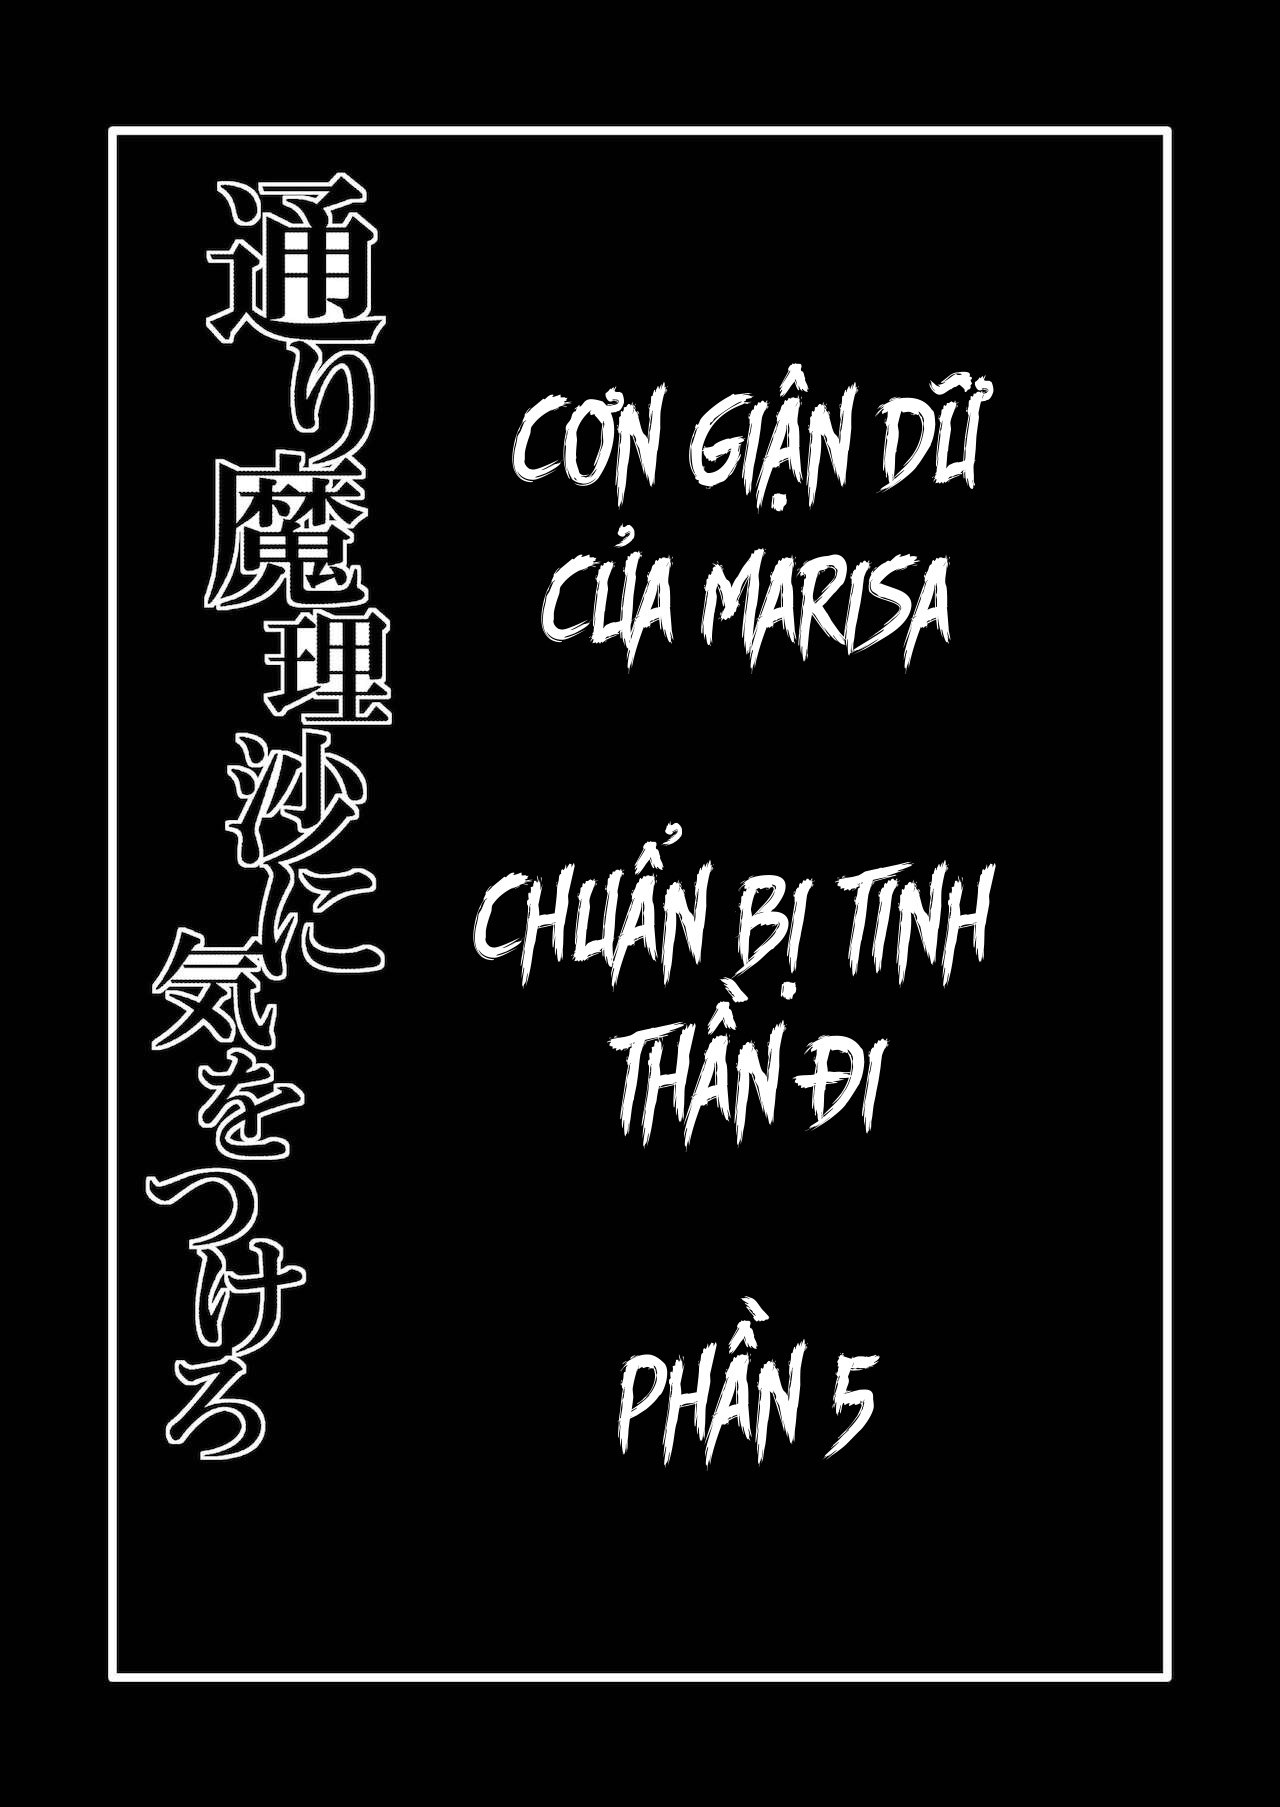 通り魔理沙に気をつけろ
CƠN GIẬN DỮ
CỦA MARISA
CHUẨN BỊ TINH
THẦN ĐI
PHẦN 5